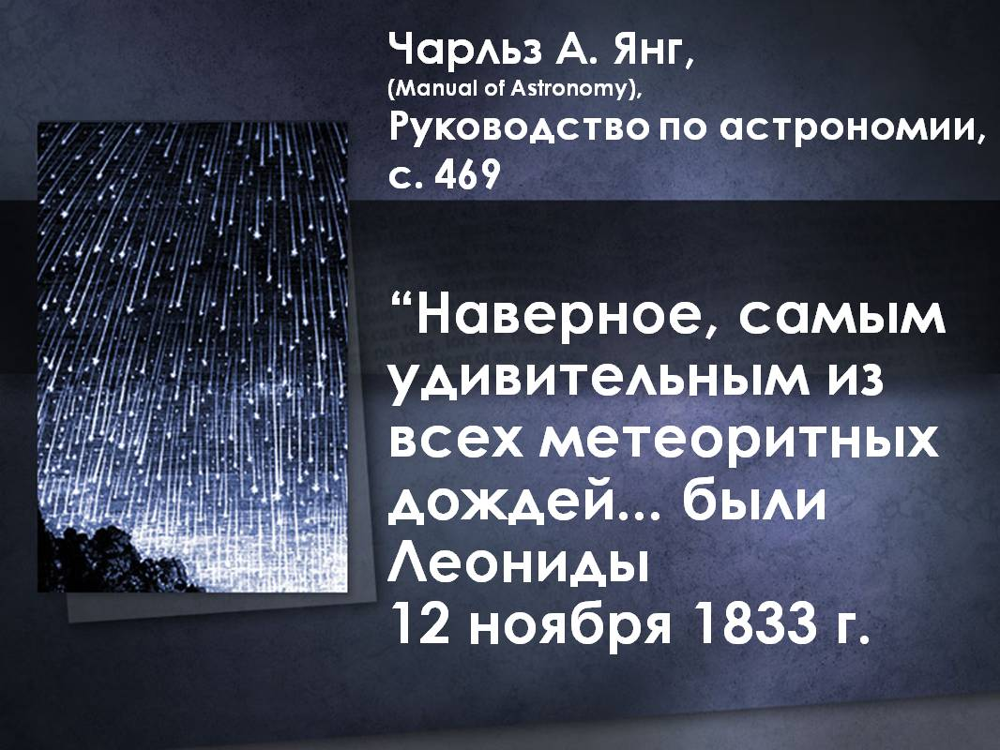 Чарльз А. Янг,
(Manual of Astronomy),
Руководство по астрономии,
с. 469
“Наверное, самым
удивительным из
всех метеоритных
дождей... были
Леониды
12 ноября 1833 г.